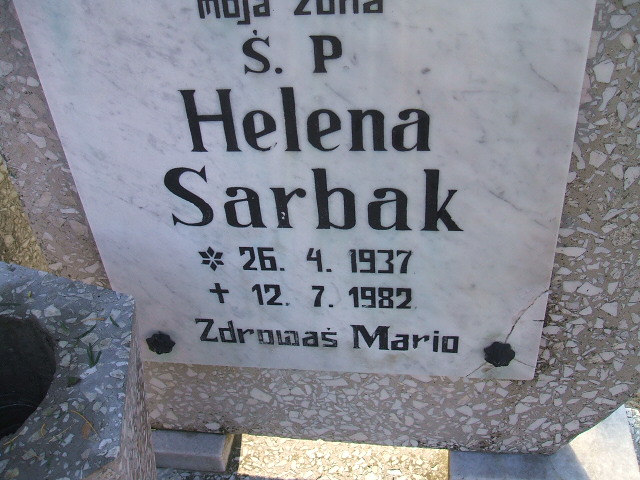 moja żona
Ś. P
Helena
Sarbak
* 26. 4. 1937
+ 12. 7. 1982
Zdrowaś Mario